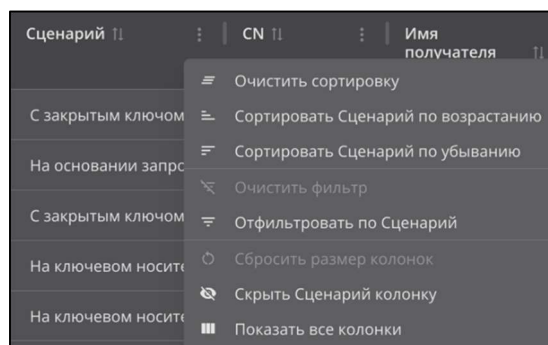 Сценарий CN Имя
получателя
Очистить сортировку
С закрытым ключом Сортировать Сценарий по возрастанию
Сортировать Сценарий по убыванию
На основании запро
Очистить фильтр
С закрытым ключом Отфильтровать по Сценарий
На ключевом носите Сбросить размер колонок
Скрыть Сценарий колонку
На ключевом носите Показать все колонки